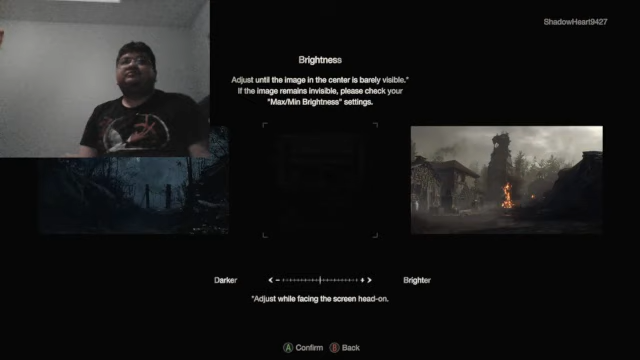 ShadowHeart9427
Brightness
Adjust until the image in the center is barely visible.*
If the image remains invisible, please check your
"Max/Min Brightness" settings.
Darker
Brighter
*Adjust while facing the screen head-on.
A Confirm B Back